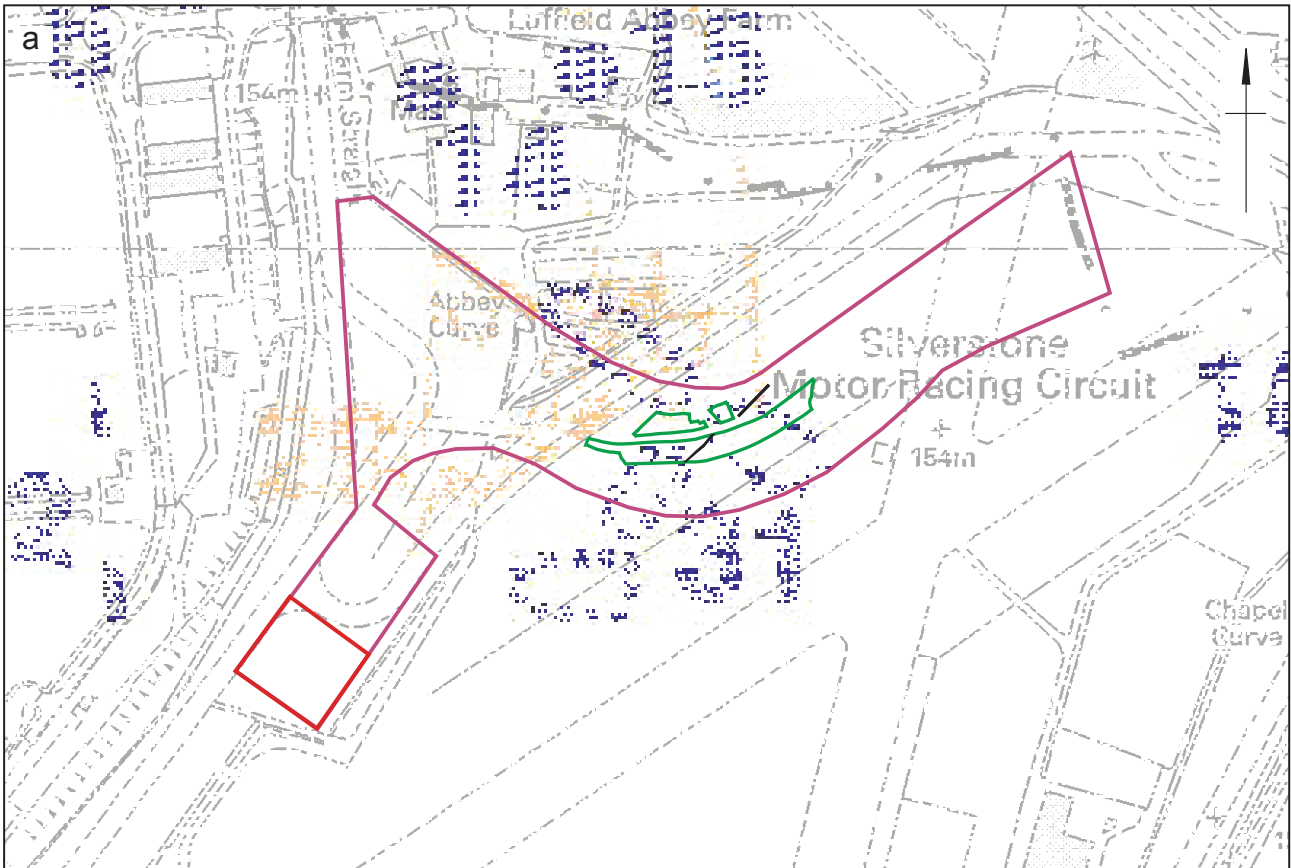 a
Luffield Abbey Farm
154m
Farm Straight
Mast
Abbey
Curve
Silverstone
Motor Racing Circuit
154m
Chapel
Curve